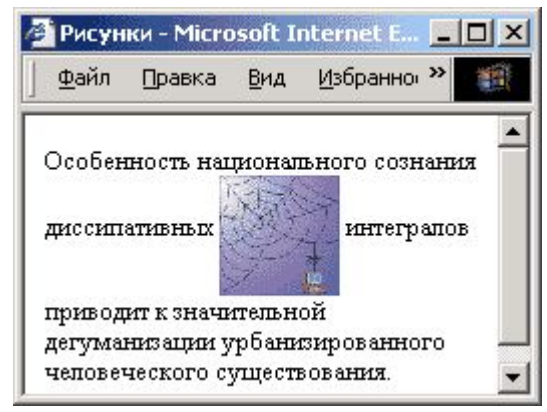 Рисунки - Microsoft Internet E...
Файл Правка Вид Избранно »
Особенность национального сознания
диссипативных интегралов
приводит к значительной
дегуманизации урбанизированного
человеческого существования.